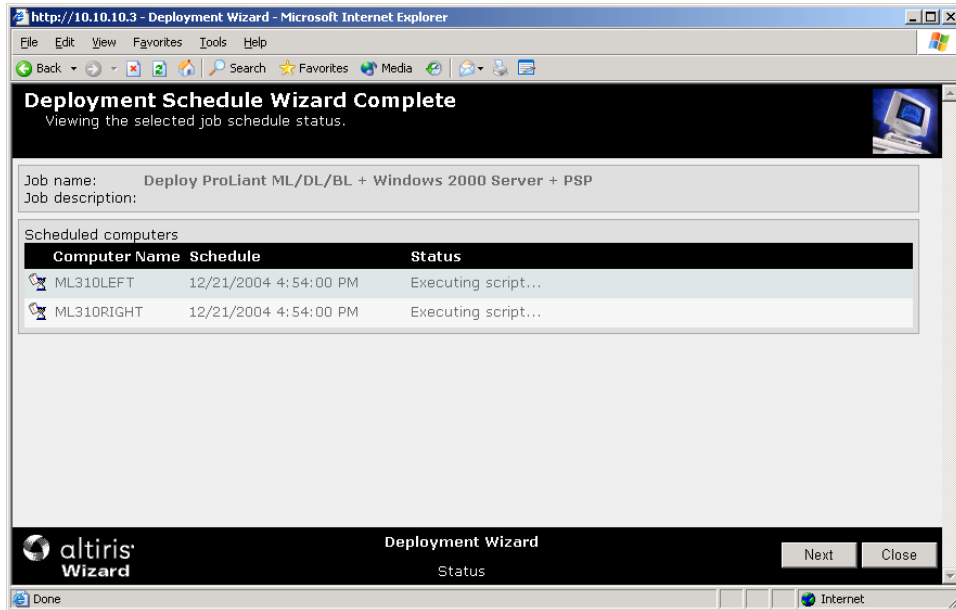 http://10.10.10.3 - Deployment Wizard - Microsoft Internet Explorer
File Edit View Favorites Tools Help
Back Search Favorites Media
Deployment Schedule Wizard Complete
Viewing the selected job schedule status.
Job name: Deploy ProLiant ML/DL/BL + Windows 2000 Server + PSP
Job description:
Scheduled computers
Computer Name Schedule Status
ML310LEFT 12/21/2004 4:54:00 PM Executing script...
ML310RIGHT 12/21/2004 4:54:00 PM Executing script...
altiris Wizard
Deployment Wizard
Status
Next Close
Done Internet